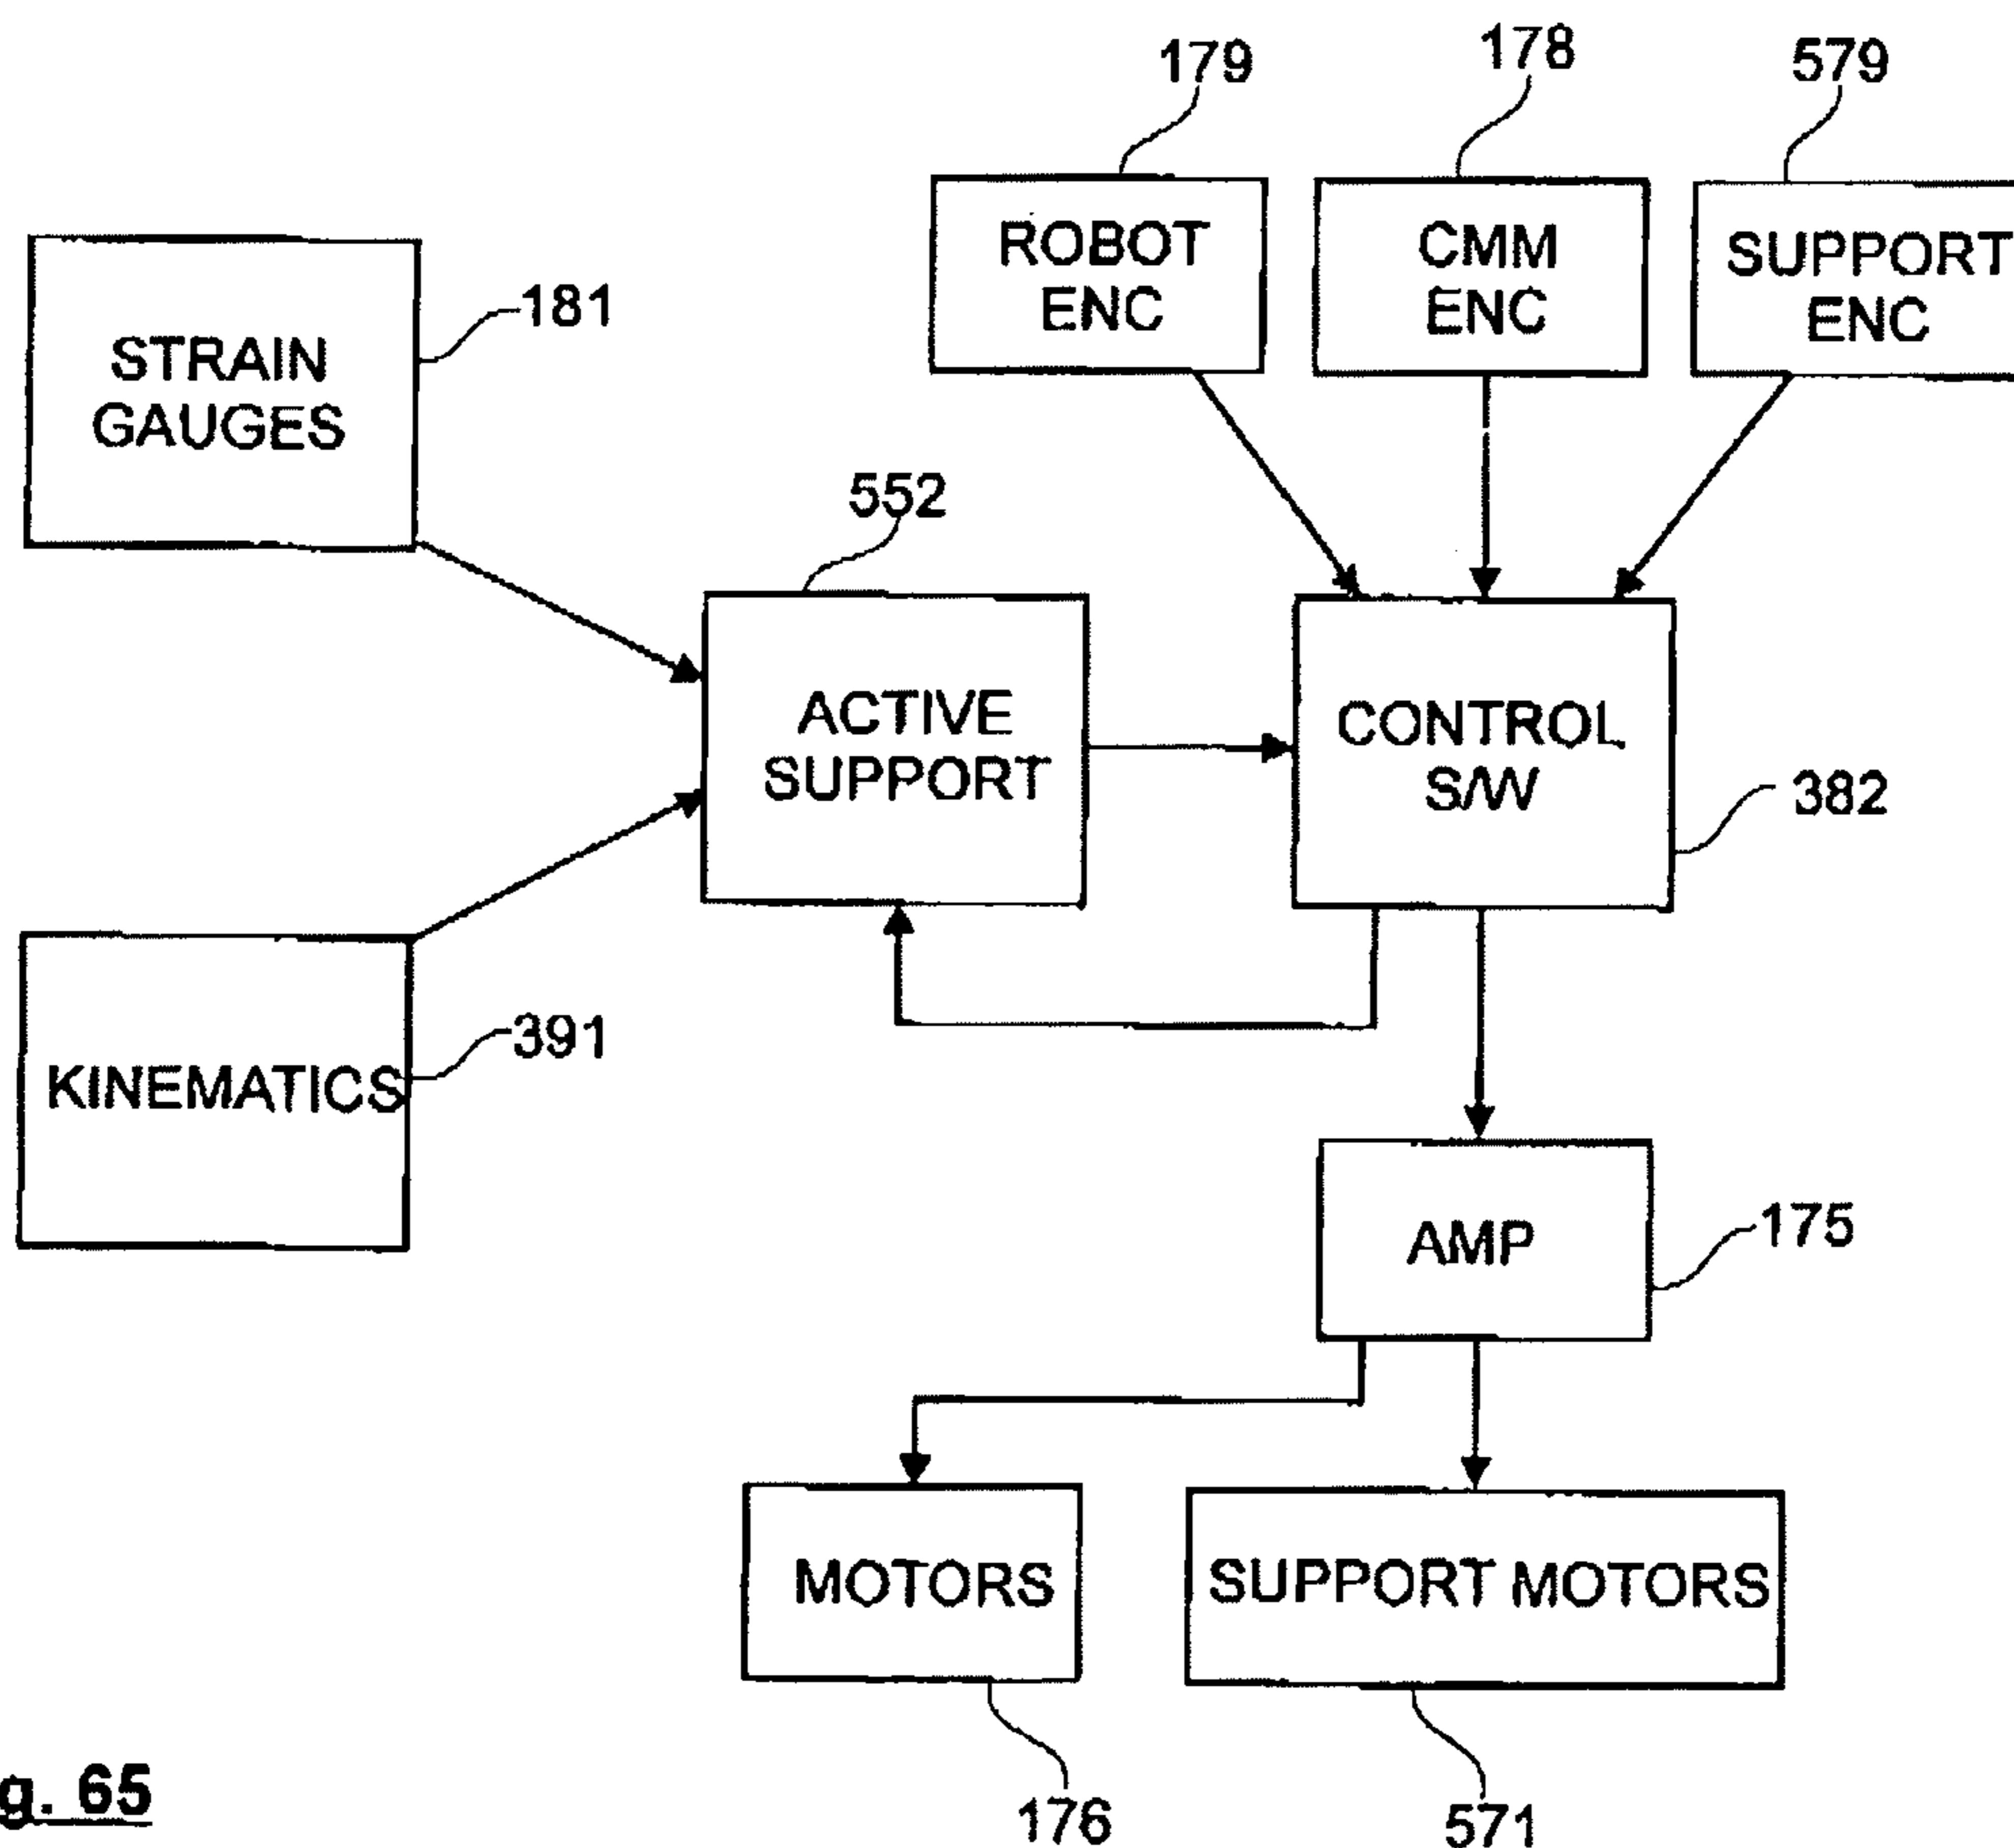 179
178
579
ROBOT
ENC
CMM
ENC
SUPPORT
ENC
STRAIN
GAUGES
181
552
ACTIVE
SUPPORT
CONTROL
S/W
382
KINEMATICS
391
AMP
175
MOTORS
SUPPORT MOTORS
176
571
g. 65